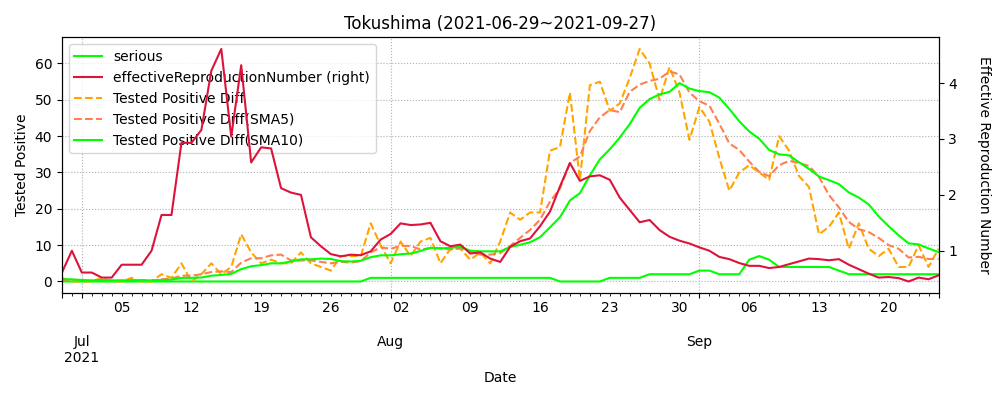 Tokushima (2021-06-29~2021-09-27)
serious
effectiveReproductionNumber (right)
Tested Positive Diff
Tested Positive Diff(SMA5)
Tested Positive Diff(SMA10)
Tested Positive
60
50
40
30
20
10
0
4
3
2
1
Effective Reproduction Number
05 12 19 26 02 09 16 23 30 06 13 20
Jul Aug Sep
2021
Date